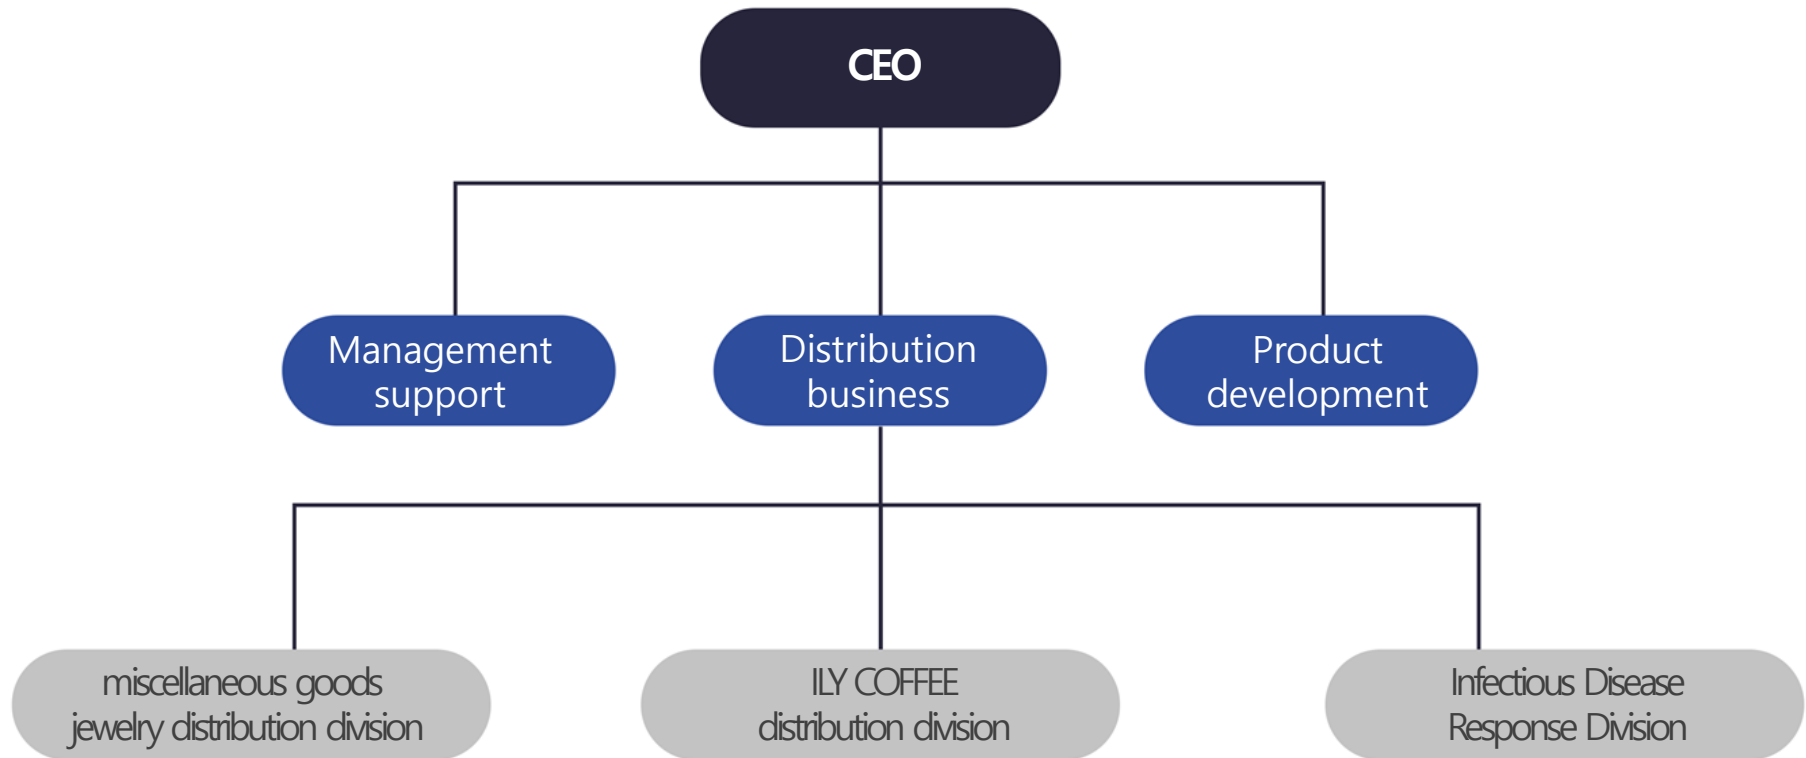 CEO
Management
support
Distribution
business
Product
development
miscellaneous goods
jewelry distribution division
ILY COFFEE
distribution division
Infectious Disease
Response Division